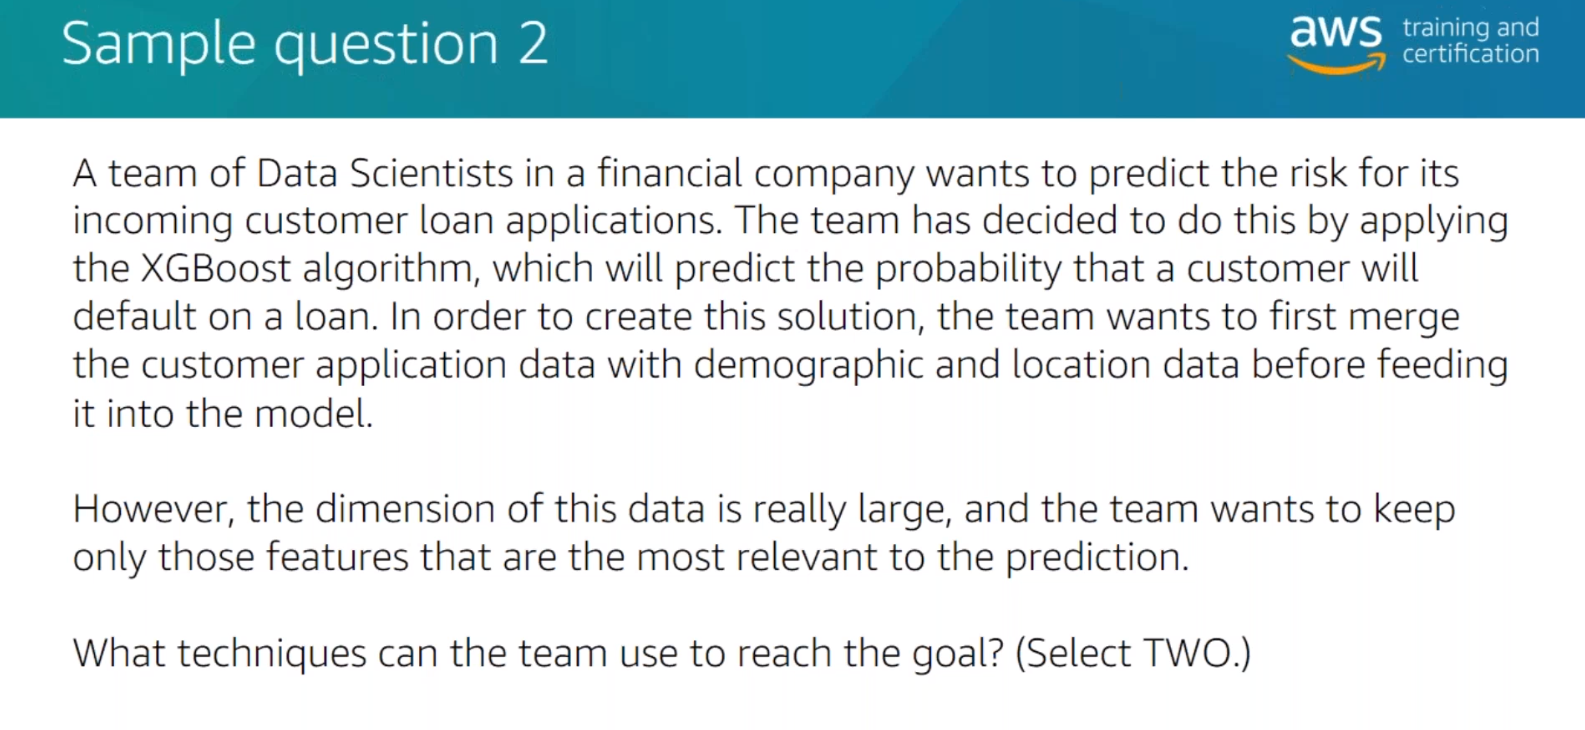 Sample question 2
aws training and
certification
A team of Data Scientists in a financial company wants to predict the risk for its
incoming customer loan applications. The team has decided to do this by applying
the XGBoost algorithm, which will predict the probability that a customer will
default on a loan. In order to create this solution, the team wants to first merge
the customer application data with demographic and location data before feeding
it into the model.
However, the dimension of this data is really large, and the team wants to keep
only those features that are the most relevant to the prediction.
What techniques can the team use to reach the goal? (Select TWO.)